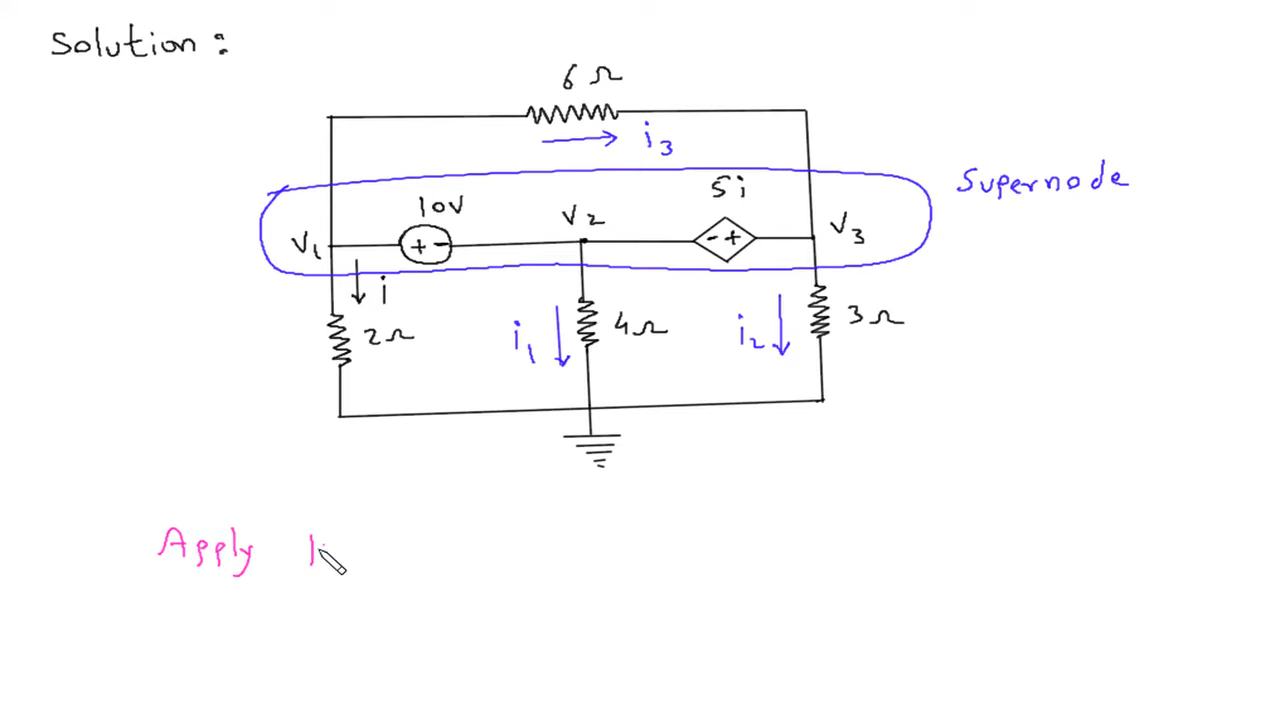 Solution :
6 Ω
i3
Supernode
10V
V2
5i
V1
V3
+ -
- +
i
2Ω
i1
4Ω
i2
3Ω
Apply